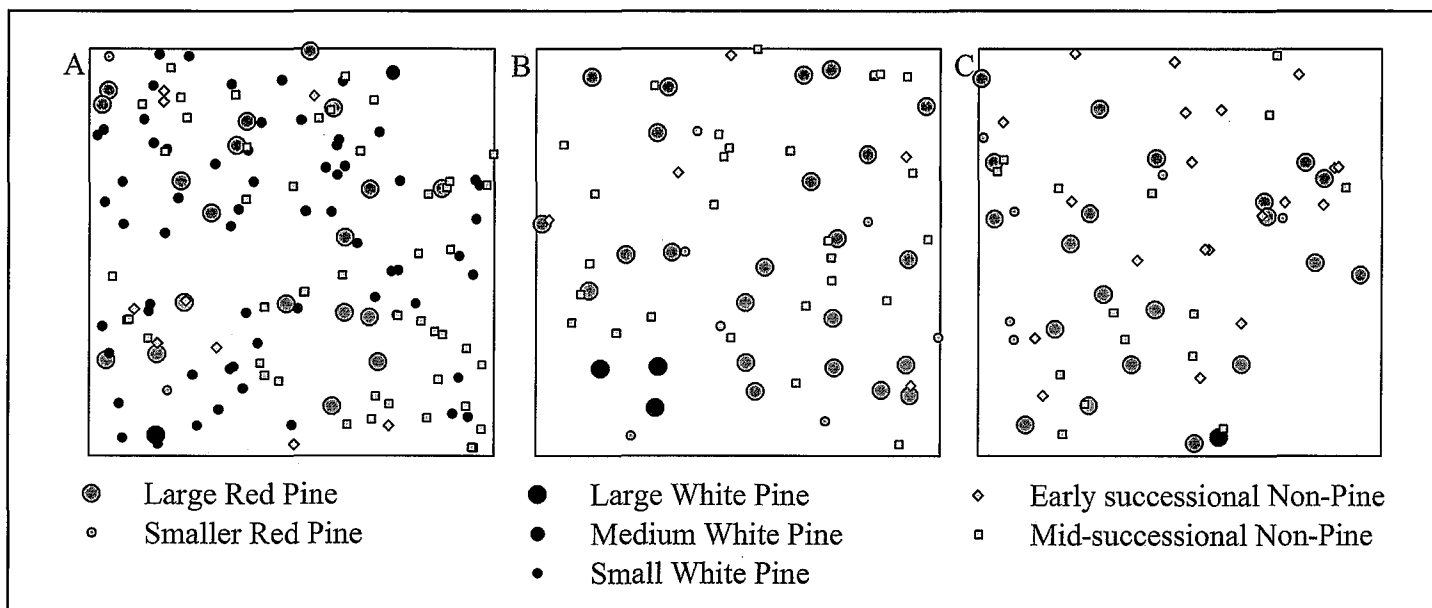 A
B
C
Large Red Pine
Smaller Red Pine
Large White Pine
Medium White Pine
Small White Pine
Early successional Non-Pine
Mid-successional Non-Pine